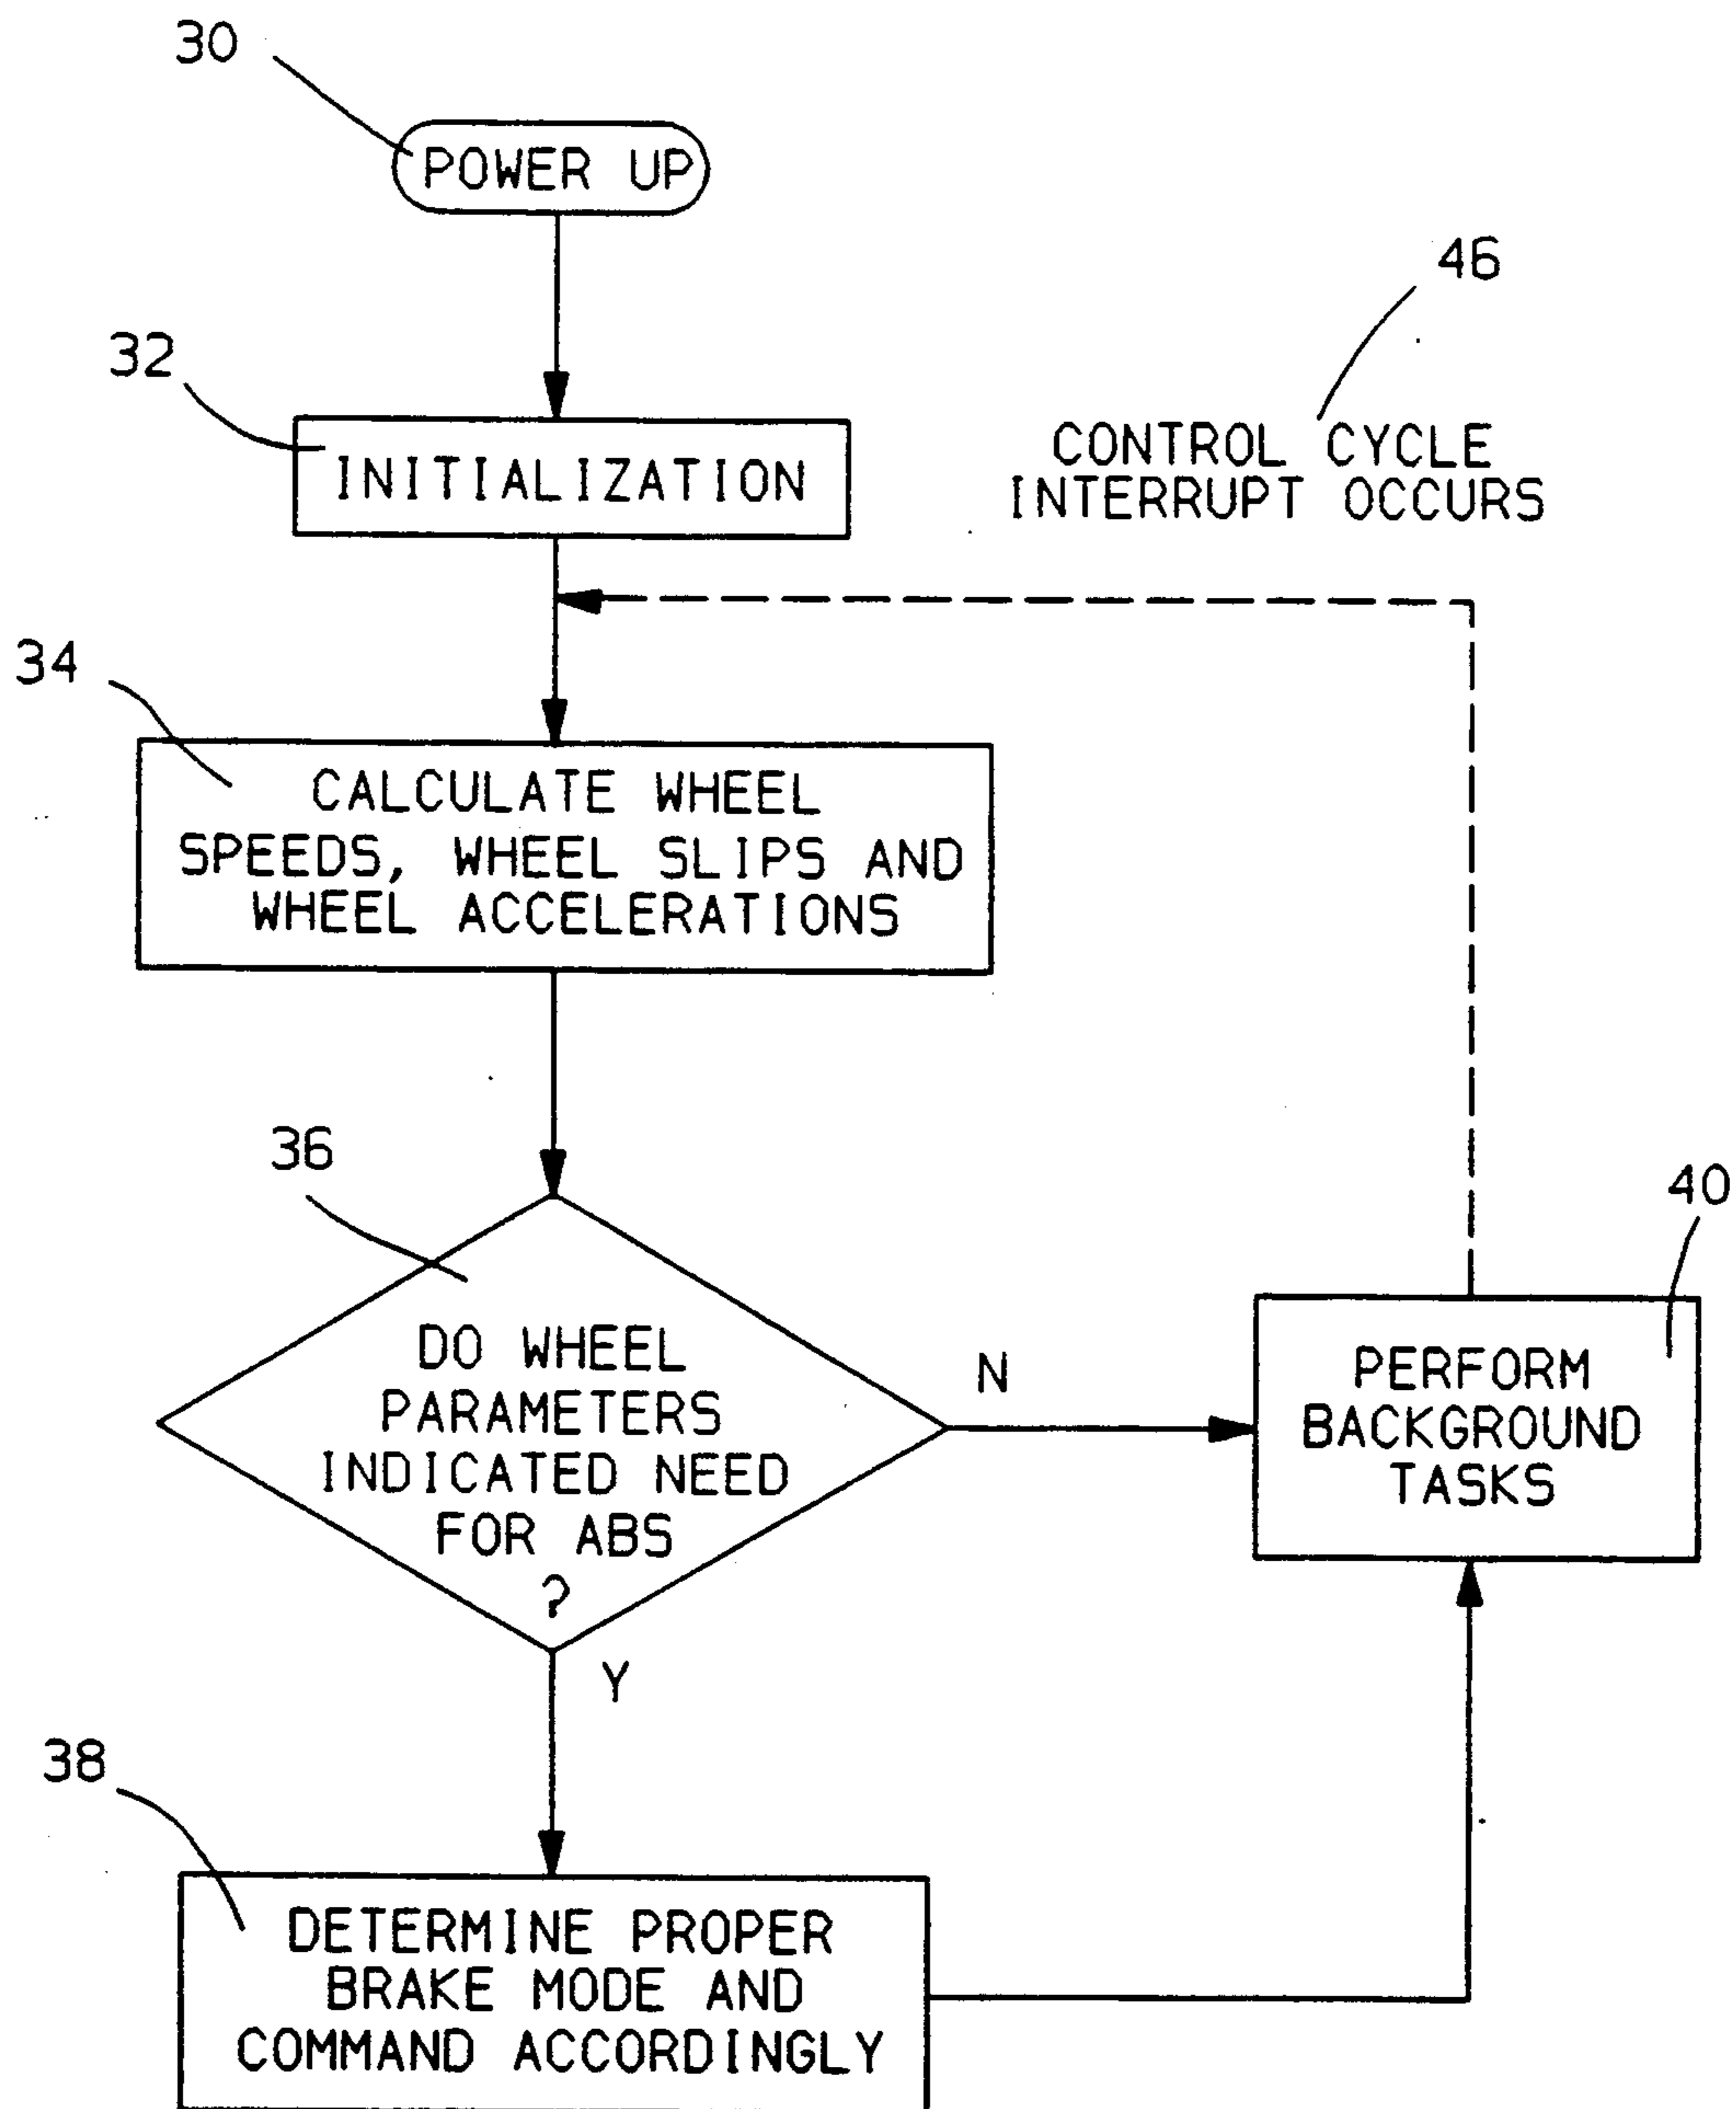 30
POWER UP
46
32
INITIALIZATION
CONTROL CYCLE
INTERRUPT OCCURS
34
CALCULATE WHEEL
SPEEDS, WHEEL SLIPS AND
WHEEL ACCELERATIONS
36
40
DO WHEEL
PARAMETERS
INDICATED NEED
FOR ABS
?
N
PERFORM
BACKGROUND
TASKS
Y
38
DETERMINE PROPER
BRAKE MODE AND
COMMAND ACCORDINGLY